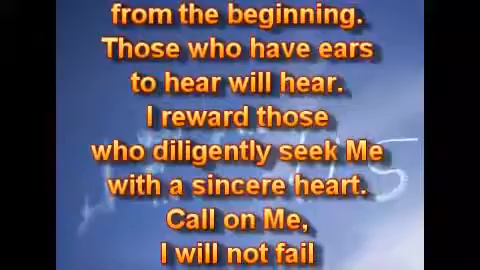 from the beginning.
Those who have ears
to hear will hear.
I reward those
who diligently seek Me
with a sincere heart.
Call on Me,
I will not fail